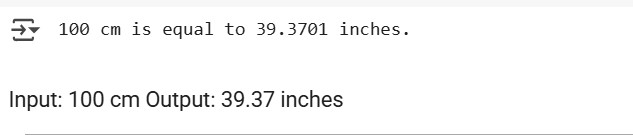 100 cm is equal to 39.3701 inches.
Input: 100 cm Output: 39.37 inches